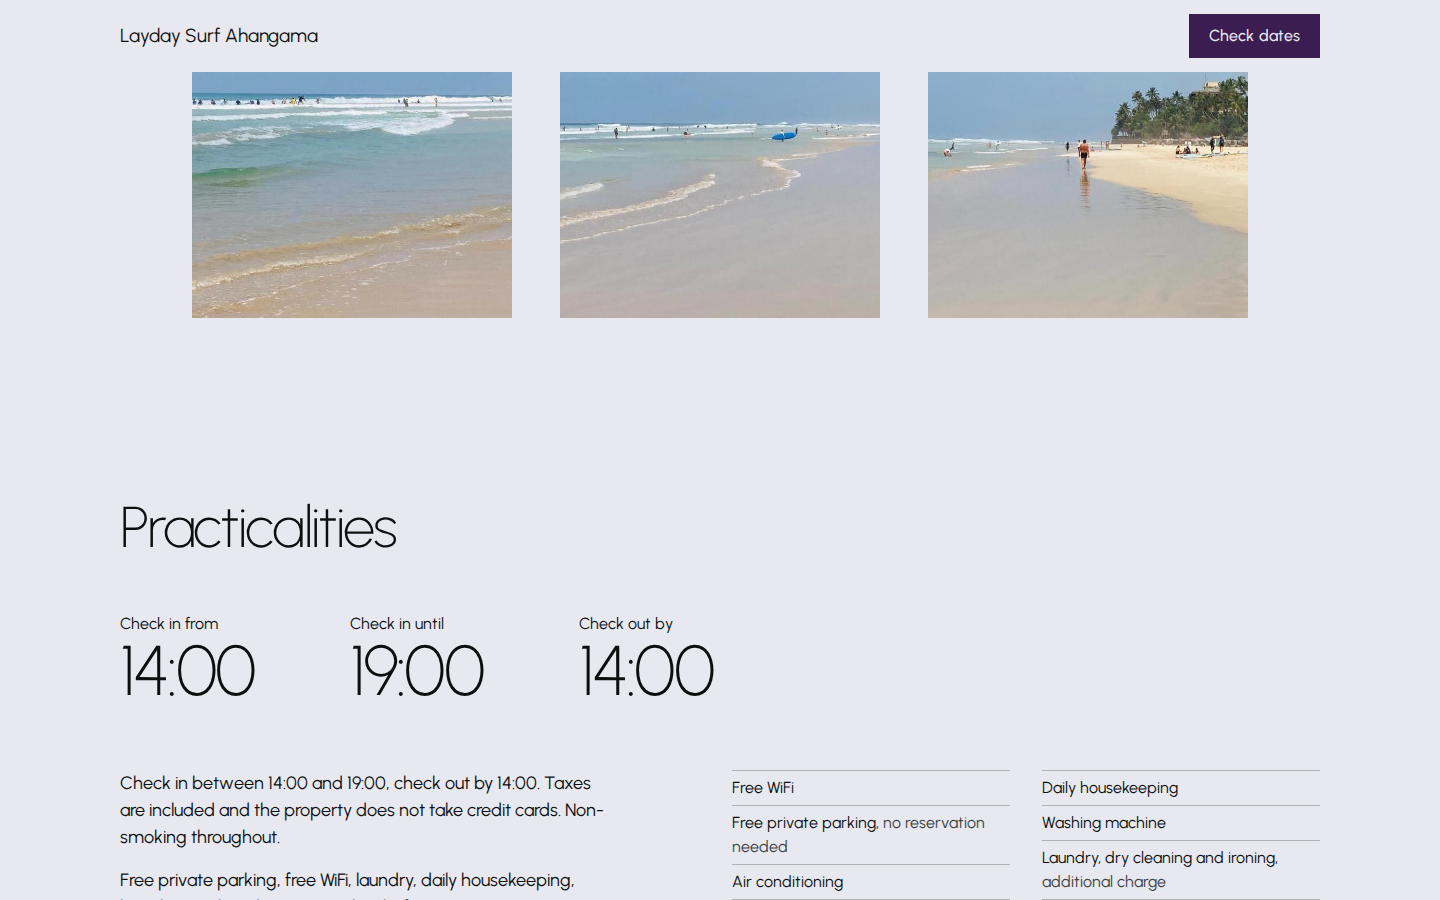 Layday Surf Ahangama
Check dates
Practicalities
Check in from
14:00
Check in until
19:00
Check out by
14:00
Check in between 14:00 and 19:00, check out by 14:00. Taxes
are included and the property does not take credit cards. Non-
smoking throughout.
Free private parking, free WiFi, laundry, daily housekeeping,
Free WiFi
Free private parking, no reservation
needed
Air conditioning
Daily housekeeping
Washing machine
Laundry, dry cleaning and ironing,
additional charge